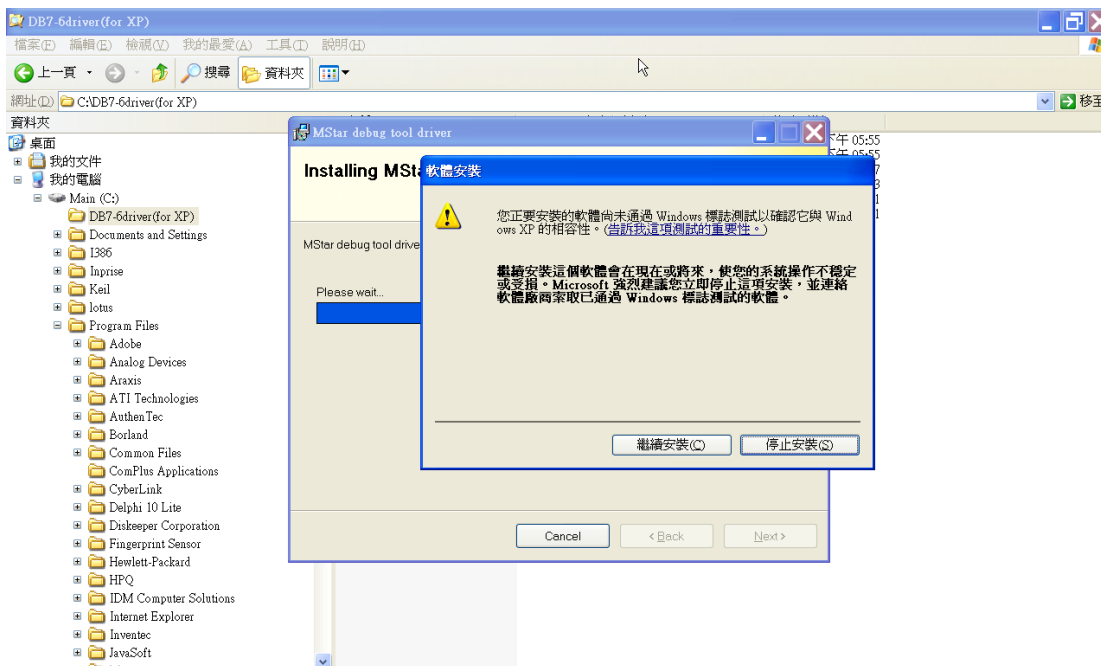 DB7-6driver(for XP)
檔案(F) 編輯(E) 檢視(V) 我的最愛(A) 工具(T) 說明(H)
上一頁 搜尋 資料夾
網址(D) C:\DB7-6driver(for XP) 移至
資料夾
桌面
我的文件
我的電腦
Main (C:)
DB7-6driver(for XP)
Documents and Settings
I386
Inprise
Keil
lotus
Program Files
Adobe
Analog Devices
Araxis
ATI Technologies
AuthenTec
Borland
Common Files
ComPlus Applications
CyberLink
Delphi 10 Lite
Diskeeper Corporation
Fingerprint Sensor
Hewlett-Packard
HPQ
IDM Computer Solutions
Internet Explorer
Inventec
JavaSoft
下午 05:55
MStar debug tool driver
Installing MSta
MStar debug tool drive
Please wait...
Cancel < Back Next >
軟體安裝
您正要安裝的軟體尚未通過 Windows 標誌測試以確認它與 Wind
ows XP 的相容性。(告訴我這項測試的重要性。)
繼續安裝這個軟體會在現在或將來，使您的系統操作不穩定
或受損。Microsoft 強烈建議您立即停止這項安裝，並連絡
軟體廠商索取已通過 Windows 標誌測試的軟體。
繼續安裝(C) 停止安裝(S)